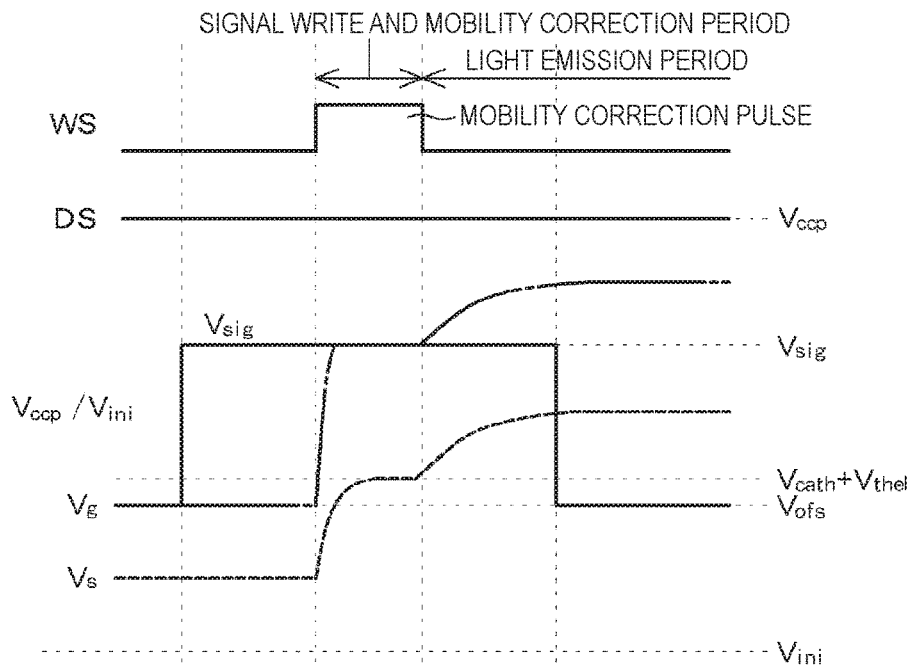 SIGNAL WRITE AND MOBILITY CORRECTION PERIOD
LIGHT EMISSION PERIOD
WS
MOBILITY CORRECTION PULSE
DS
Vccp
Vsig
Vsig
Vccp /Vini
Vcath+Vthel
Vg
Vofs
Vs
Vini